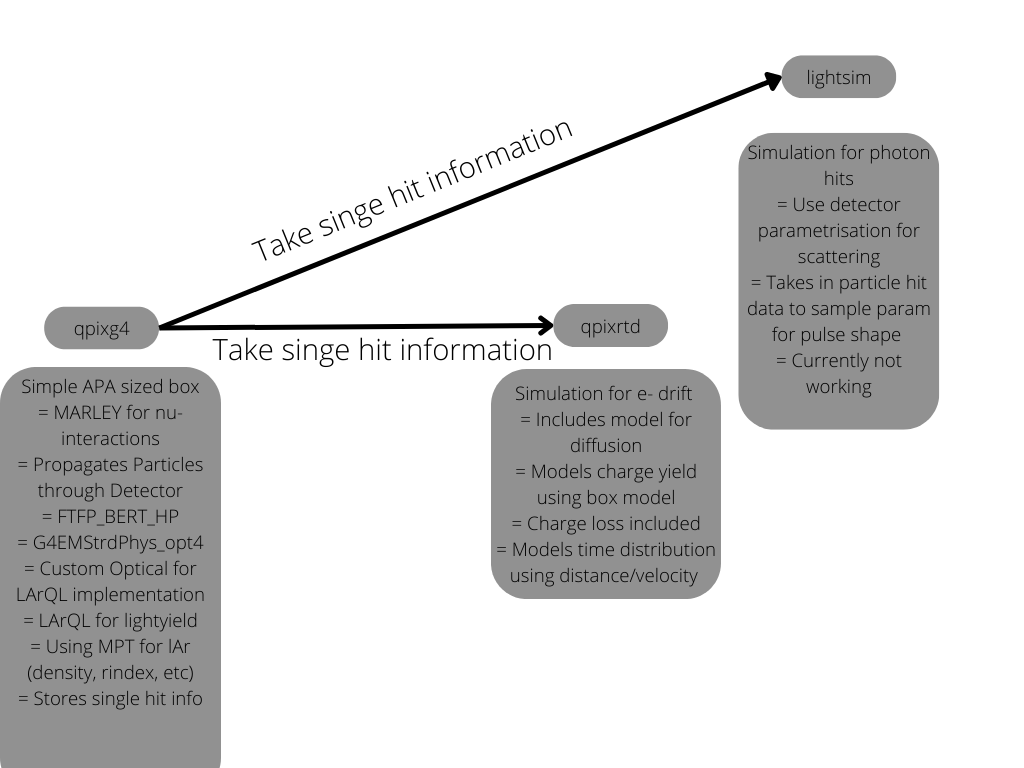 lightsim
Simulation for photon
hits
= Use detector
parametrisation for
scattering
= Takes in particle hit
data to sample param
for pulse shape
= Currently not
working
Take singe hit information
qpixg4
Take singe hit information
qpixrtd
Simple APA sized box
= MARLEY for nu-
interactions
= Propagates Particles
through Detector
= FTFP_BERT_HP
= G4EMStrdPhys_opt4
= Custom Optical for
LArQL implementation
= LArQL for lightyield
= Using MPT for lAr
(density, rindex, etc)
= Stores single hit info
Simulation for e- drift
= Includes model for
diffusion
= Models charge yield
using box model
= Charge loss included
= Models time distribution
using distance/velocity